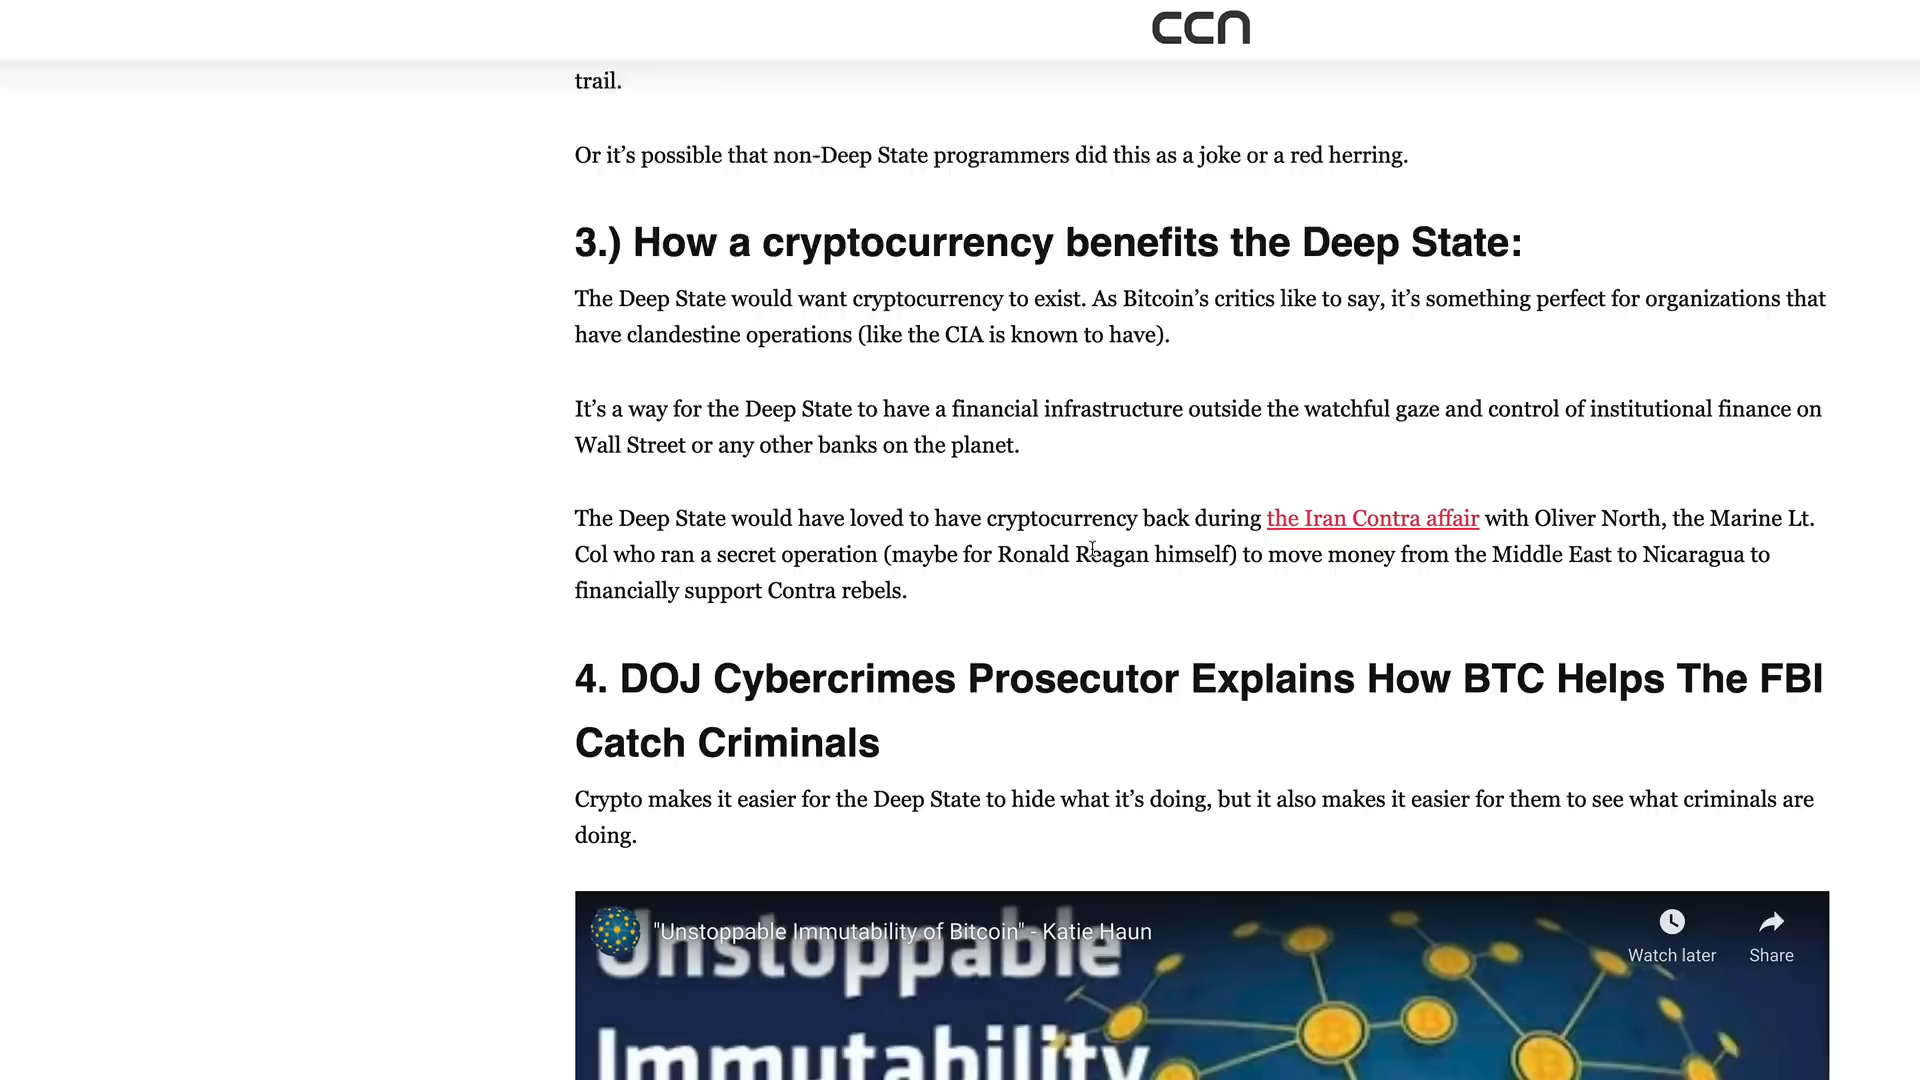 ccn
trail.
Or it’s possible that non-Deep State programmers did this as a joke or a red herring.
3.) How a cryptocurrency benefits the Deep State:
The Deep State would want cryptocurrency to exist. As Bitcoin’s critics like to say, it’s something perfect for organizations that
have clandestine operations (like the CIA is known to have).
It’s a way for the Deep State to have a financial infrastructure outside the watchful gaze and control of institutional finance on
Wall Street or any other banks on the planet.
The Deep State would have loved to have cryptocurrency back during the Iran Contra affair with Oliver North, the Marine Lt.
Col who ran a secret operation (maybe for Ronald Reagan himself) to move money from the Middle East to Nicaragua to
financially support Contra rebels.
4. DOJ Cybercrimes Prosecutor Explains How BTC Helps The FBI
Catch Criminals
Crypto makes it easier for the Deep State to hide what it’s doing, but it also makes it easier for them to see what criminals are
doing.
"Unstoppable Immutability of Bitcoin" - Katie Haun
Watch later
Share
Unstoppable
Immutability